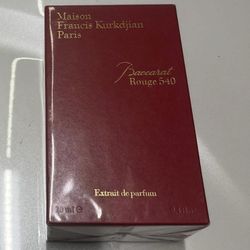 Maison
Francis Kurkdjian
Paris
Baccarat
Rouge 540
Extrait de parfum